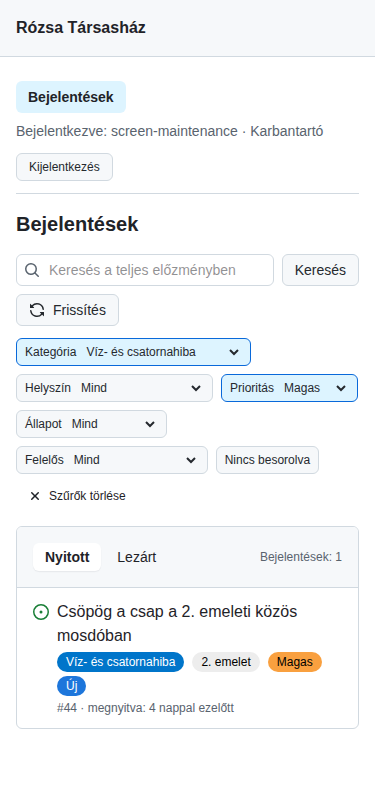 Rózsa Társasház
Bejelentések
Bejelentkezve: screen-maintenance · Karbantartó
Kijelentkezés
Bejelentések
Keresés a teljes előzményben
Keresés
Frissítés
Kategória Víz- és csatornahiba
Helyszín Mind
Prioritás Magas
Állapot Mind
Felelős Mind
Nincs besorolva
Szűrők törlése
Nyitott
Lezárt
Bejelentések: 1
Csöpög a csap a 2. emeleti közös
mosdóban
Víz- és csatornahiba
2. emelet
Magas
Új
#44 · megnyitva: 4 nappal ezelőtt